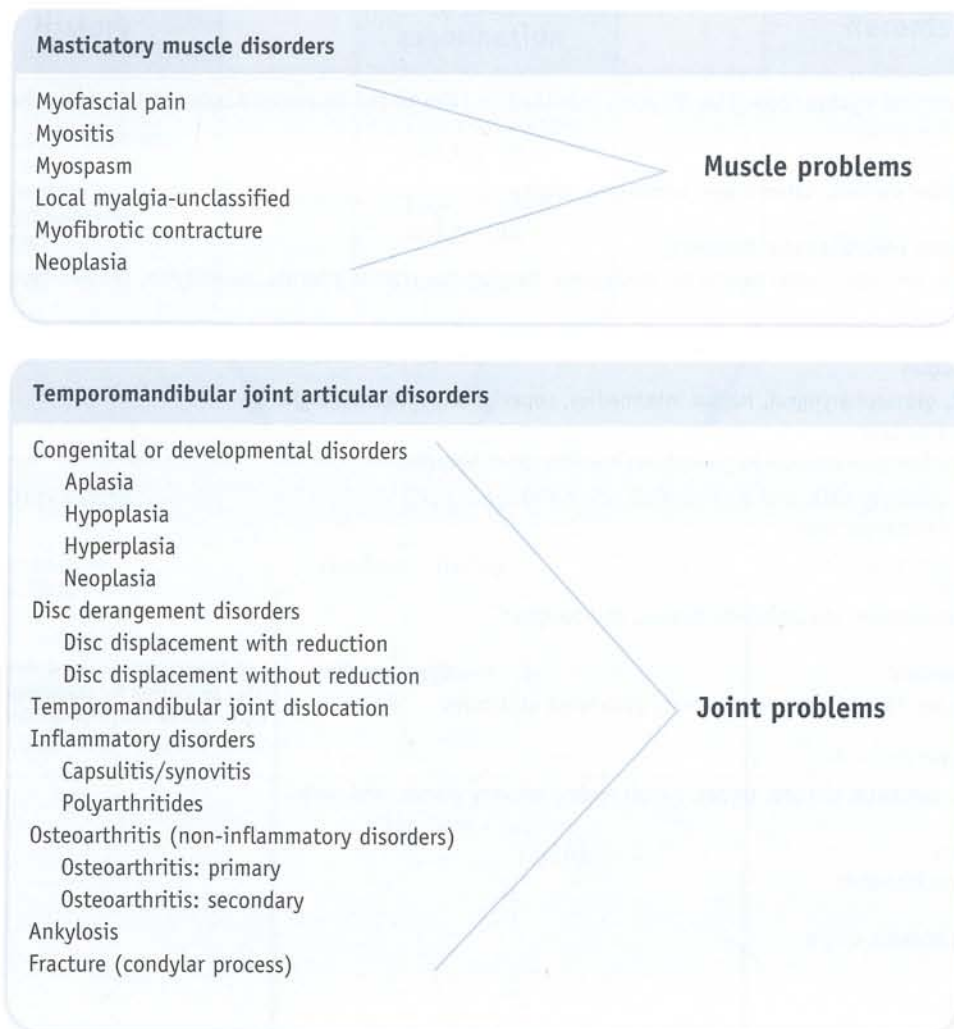 Masticatory muscle disorders
Myofascial pain
Myositis
Myospasm
Local myalgia-unclassified
Myofibrotic contracture
Neoplasia
Muscle problems
Temporomandibular joint articular disorders
Congenital or developmental disorders
Aplasia
Hypoplasia
Hyperplasia
Neoplasia
Disc derangement disorders
Disc displacement with reduction
Disc displacement without reduction
Temporomandibular joint dislocation
Inflammatory disorders
Capsulitis/synovitis
Polyarthritides
Osteoarthritis (non-inflammatory disorders)
Osteoarthritis: primary
Osteoarthritis: secondary
Ankylosis
Fracture (condylar process)
Joint problems